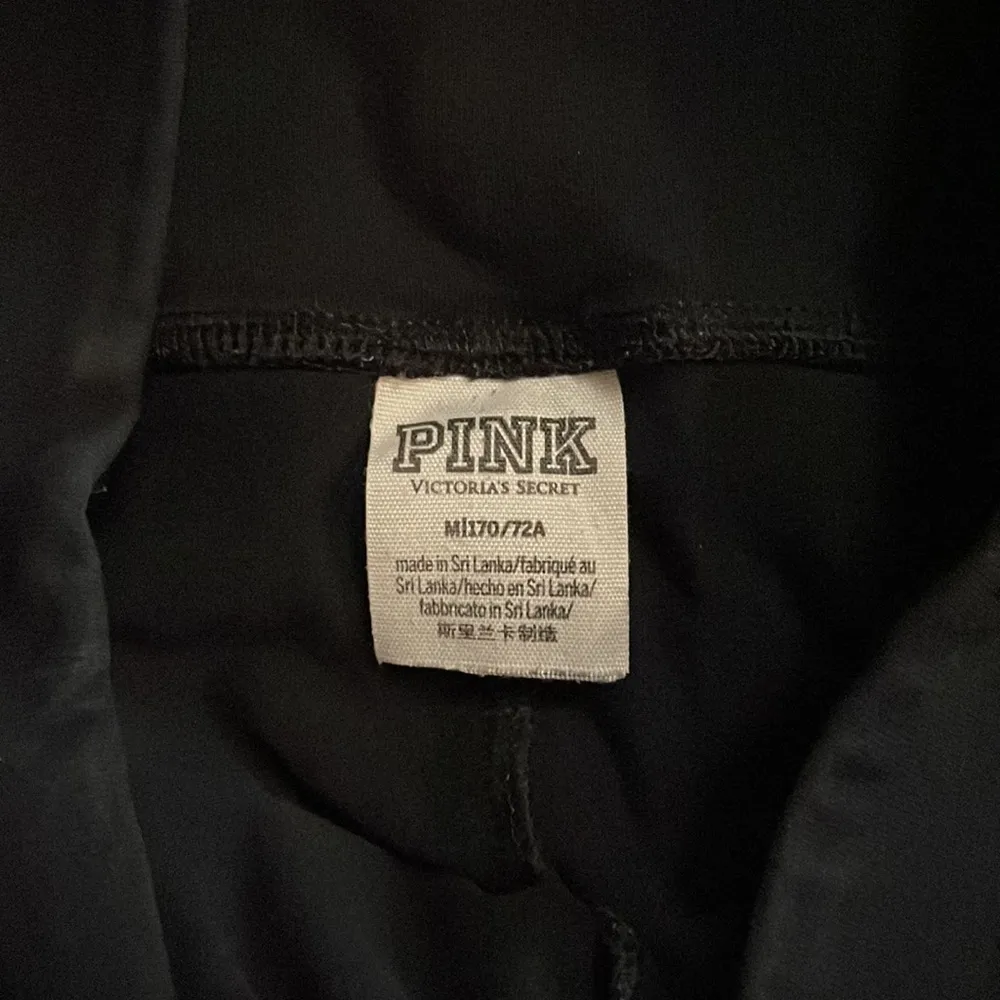 PINK
VICTORIA'S SECRET
M|170/72A
made in Sri Lanka/fabriqué au
Sri Lanka/hecho en Sri Lanka/
fabbricato in Sri Lanka/
斯里兰卡制造